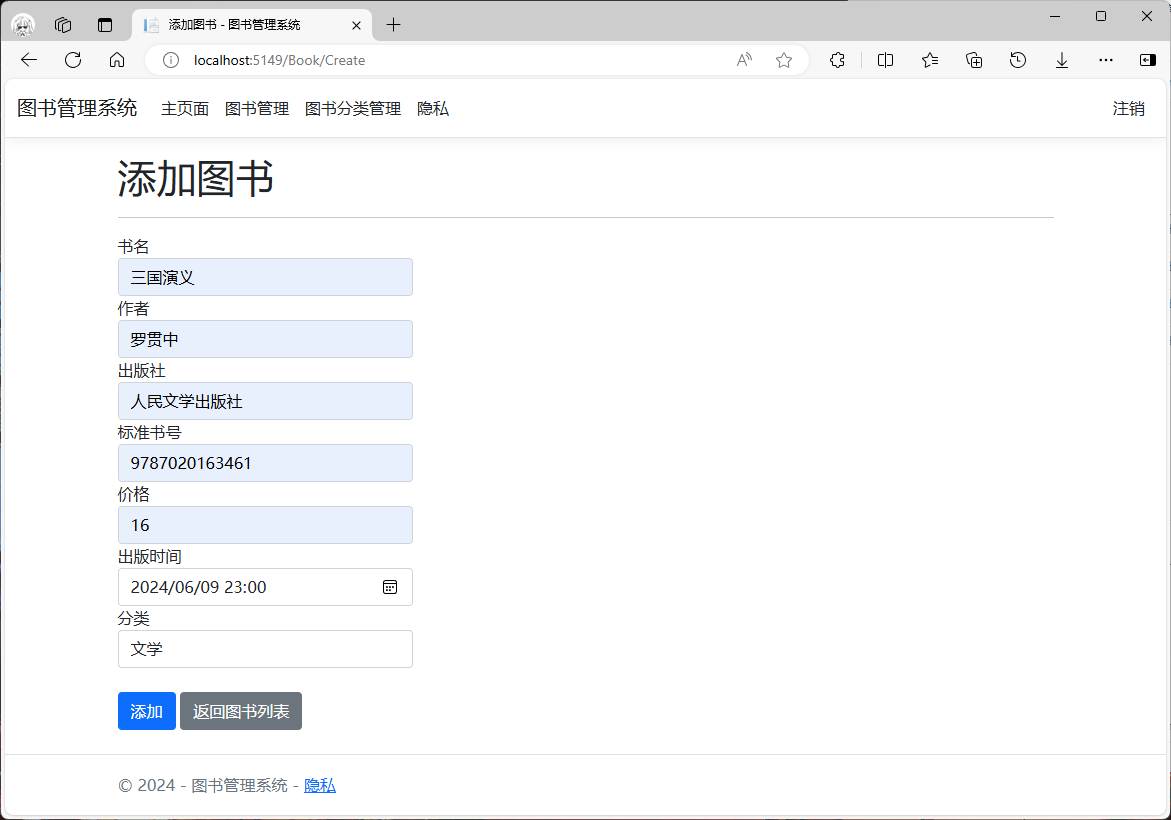 添加图书 - 图书管理系统
localhost:5149/Book/Create
图书管理系统 主页面 图书管理 图书分类管理 隐私 注销
添加图书
书名
三国演义
作者
罗贯中
出版社
人民文学出版社
标准书号
9787020163461
价格
16
出版时间
2024/06/09 23:00
分类
文学
添加 返回图书列表
© 2024 - 图书管理系统 - 隐私